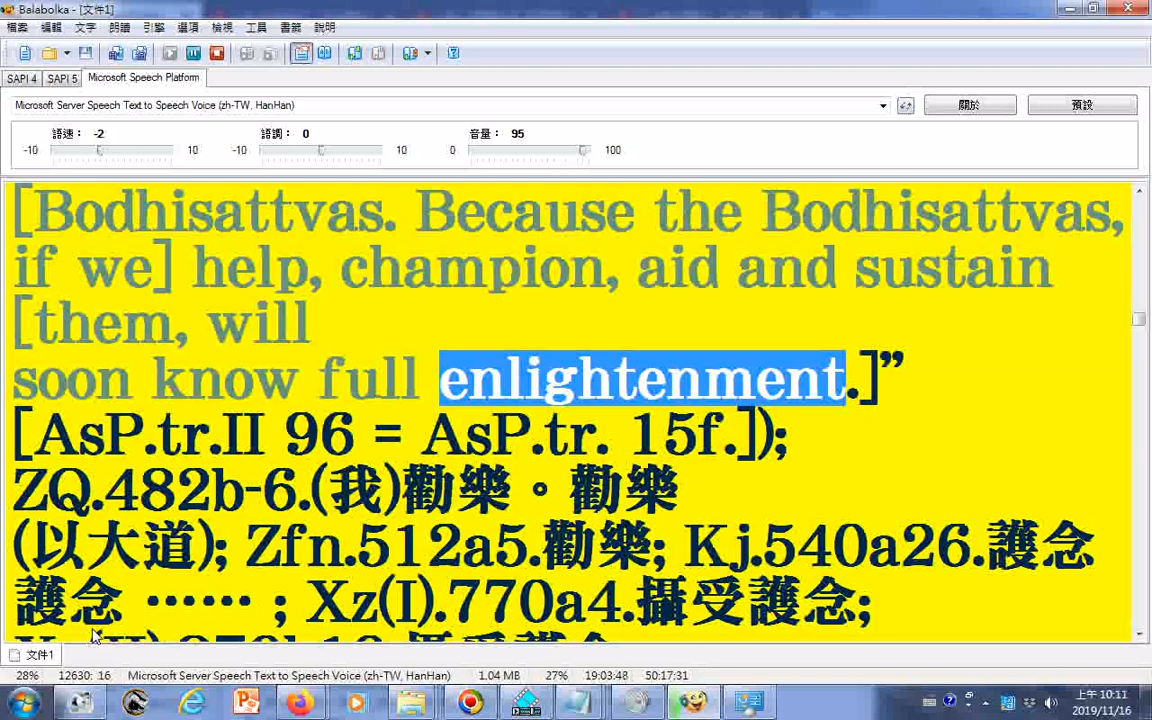 Balabolka - [文件1]
檔案 編輯 文字 朗讀 引擎 選項 檢視 工具 書籤 說明
SAPI 4 SAPI 5 Microsoft Speech Platform
Microsoft Server Speech Text to Speech Voice (zh-TW, HanHan) 關於 預設
語速： -2 語調： 0 音量： 95
-10 10 -10 10 0 100
[Bodhisattvas. Because the Bodhisattvas,
if we] help, champion, aid and sustain
[them, will
soon know full enlightenment.]”
[AsP.tr.II 96 = AsP.tr. 15f.]);
ZQ.482b-6.(我)勸樂。勸樂
(以大道); Zfn.512a5.勸樂; Kj.540a26.護念
護念 …… ; Xz(I).770a4.攝受護念;
文件1
28% 12630: 16 Microsoft Server Speech Text to Speech Voice (zh-TW, HanHan) 1.04 MB 27% 19:03:48 50:17:31
上午 10:11
2019/11/16